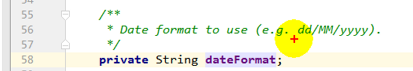 55
/**
56 * Date format to use (e.g. dd/MM/yyyy).
57 */
58 private String dateFormat;